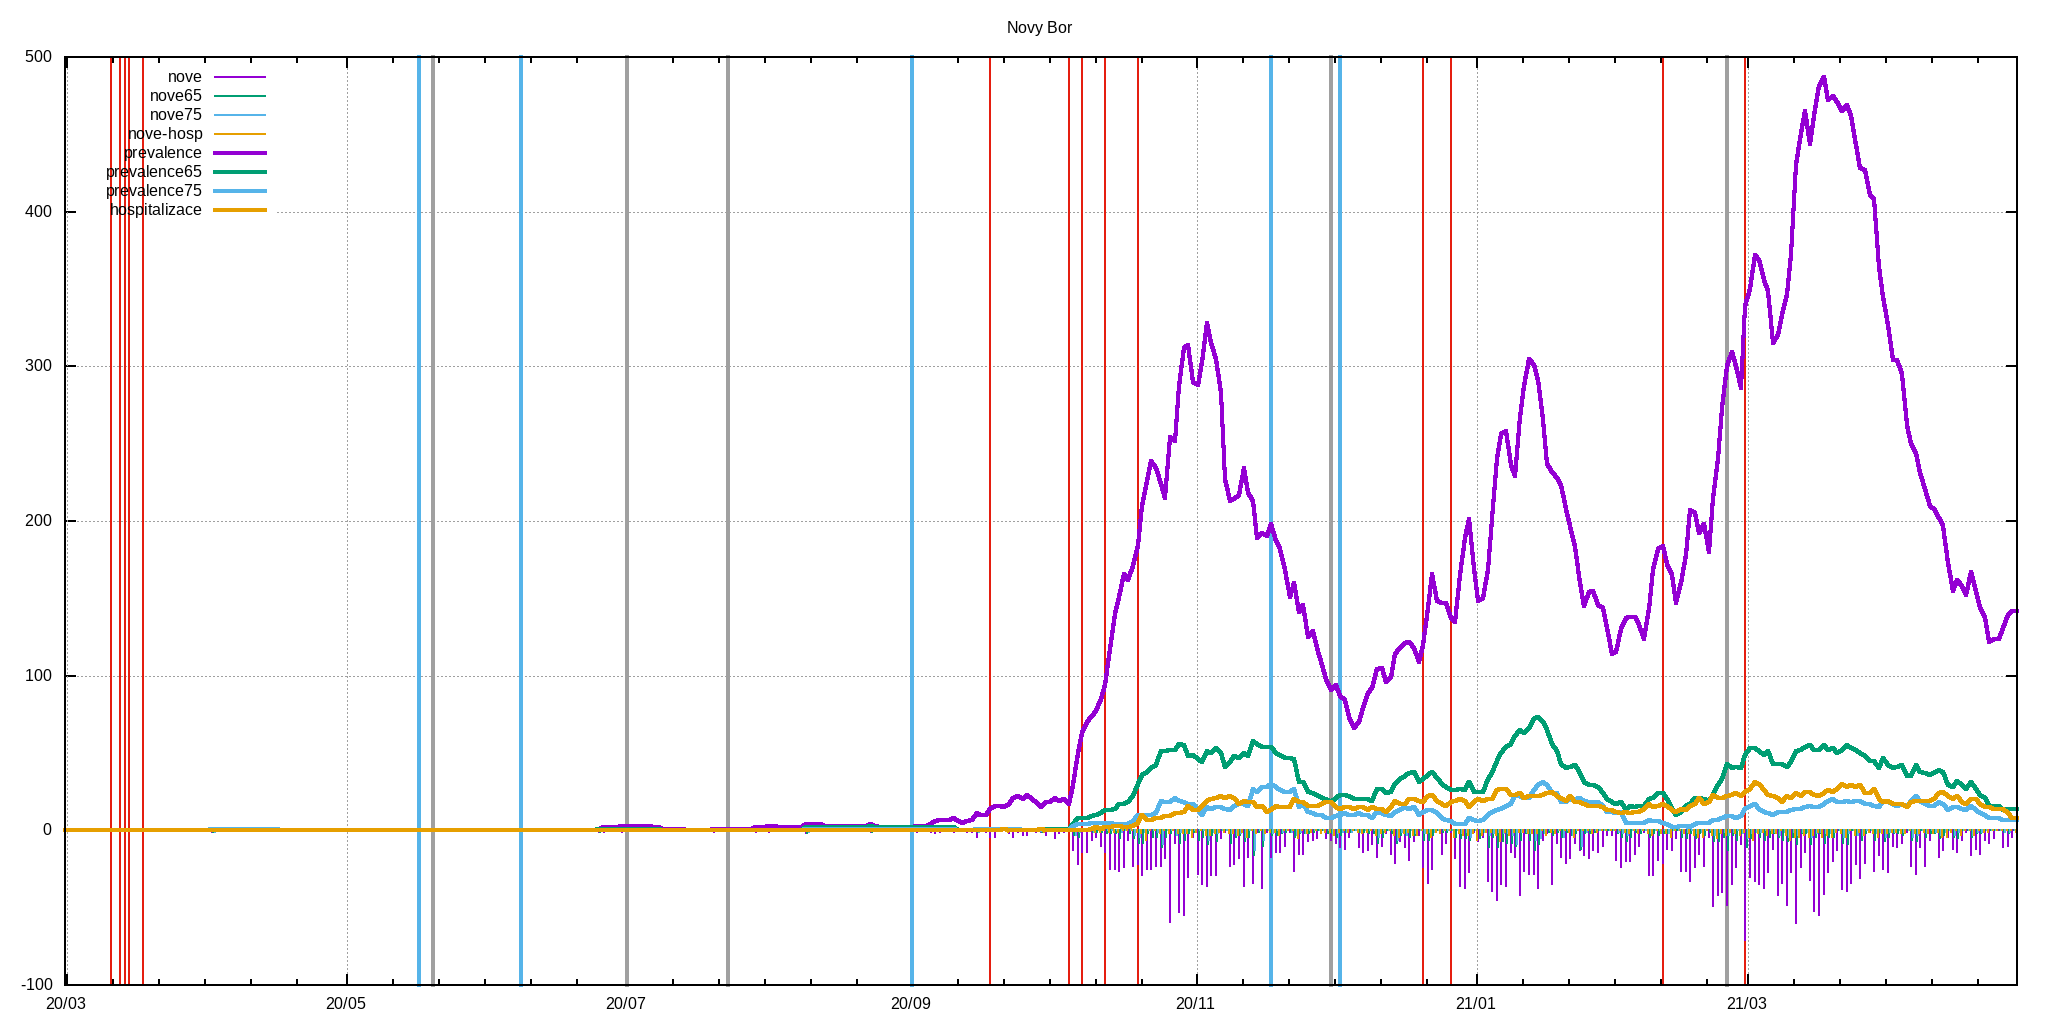 Novy Bor
500
400
300
200
100
0
-100
nove
nove65
nove75
nove-hosp
prevalence
prevalence65
prevalence75
hospitalizace
20/03
20/05
20/07
20/09
20/11
21/01
21/03